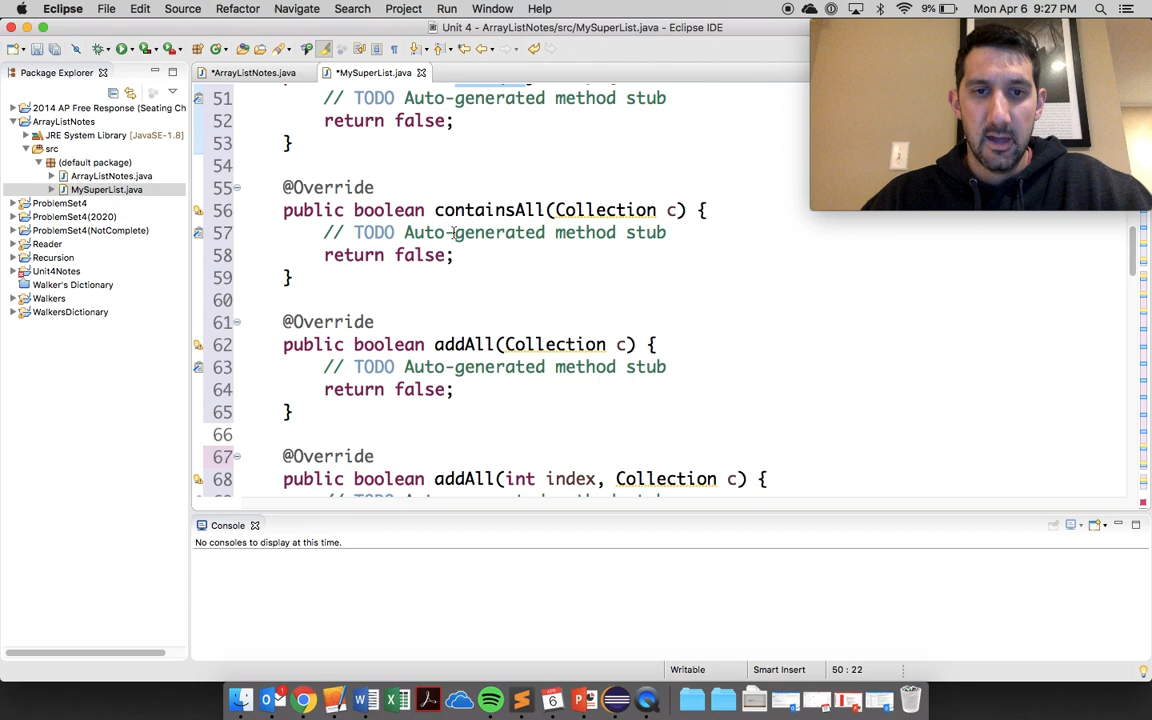 Eclipse File Edit Source Refactor Navigate Search Project Run Window Help 9% Mon Apr 6 9:27 PM
Unit 4 - ArrayListNotes/src/MySuperList.java - Eclipse IDE
Package Explorer
*ArrayListNotes.java *MySuperList.java
2014 AP Free Response (Seating Ch
ArrayListNotes
JRE System Library [JavaSE-1.8]
src
(default package)
ArrayListNotes.java
MySuperList.java
ProblemSet4
ProblemSet4(2020)
ProblemSet4(NotComplete)
Reader
Recursion
Unit4Notes
Walker's Dictionary
Walkers
WalkersDictionary
51 // TODO Auto-generated method stub
52 return false;
53 }
54
55 @Override
56 public boolean containsAll(Collection c) {
57 // TODO Auto-generated method stub
58 return false;
59 }
60
61 @Override
62 public boolean addAll(Collection c) {
63 // TODO Auto-generated method stub
64 return false;
65 }
66
67 @Override
68 public boolean addAll(int index, Collection c) {
Console
No consoles to display at this time.
Writable Smart Insert 50 : 22